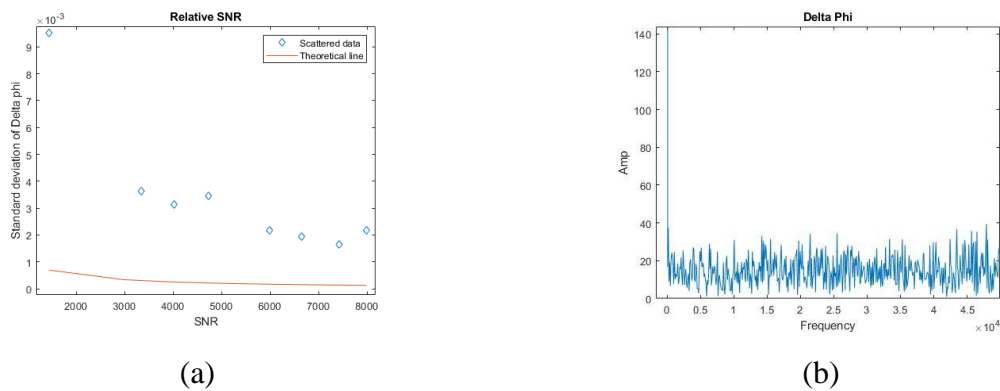 Relative SNR
×10⁻³
9
8
7
6
5
4
3
2
1
0
Standard deviation of Delta phi
Scattered data
Theoretical line
2000 3000 4000 5000 6000 7000 8000
SNR
(a)
Delta Phi
140
120
100
80
60
40
20
0
Amp
0 0.5 1 1.5 2 2.5 3 3.5 4 4.5
×10⁴
Frequency
(b)